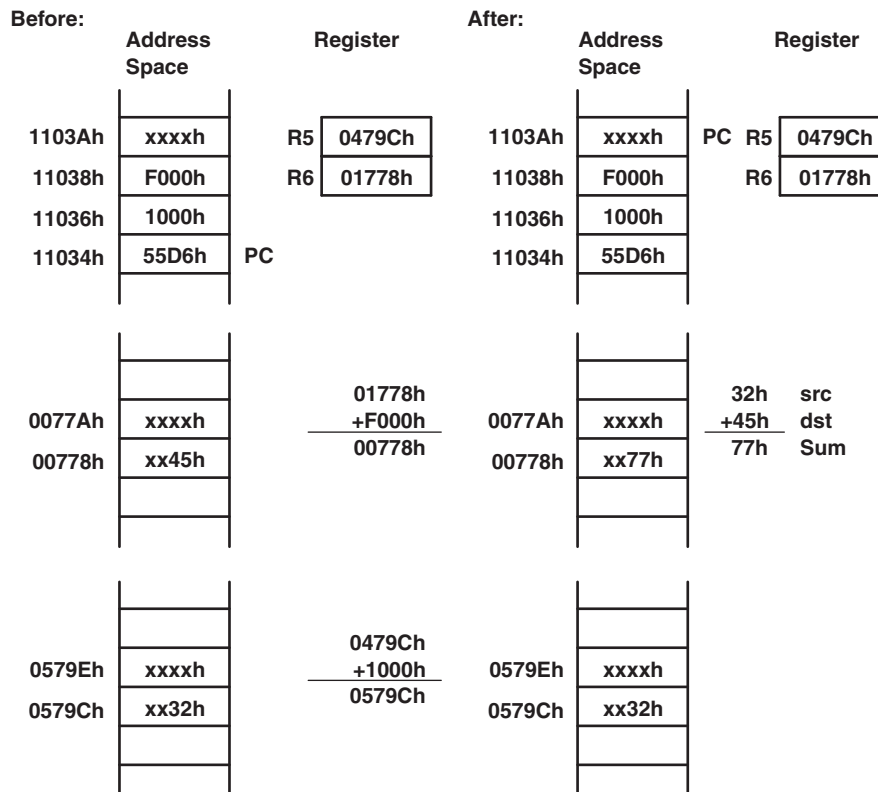 Before:
Address Space
Register
1103Ah xxxxh R5 0479Ch
11038h F000h R6 01778h
11036h 1000h
11034h 55D6h PC
01778h
0077Ah xxxxh +F000h
00778h xx45h 00778h
0479Ch
0579Eh xxxxh +1000h
0579Ch xx32h 0579Ch
After:
Address Space
Register
1103Ah xxxxh PC R5 0479Ch
11038h F000h R6 01778h
11036h 1000h
11034h 55D6h
32h src
0077Ah xxxxh +45h dst
00778h xx77h 77h Sum
0579Eh xxxxh
0579Ch xx32h